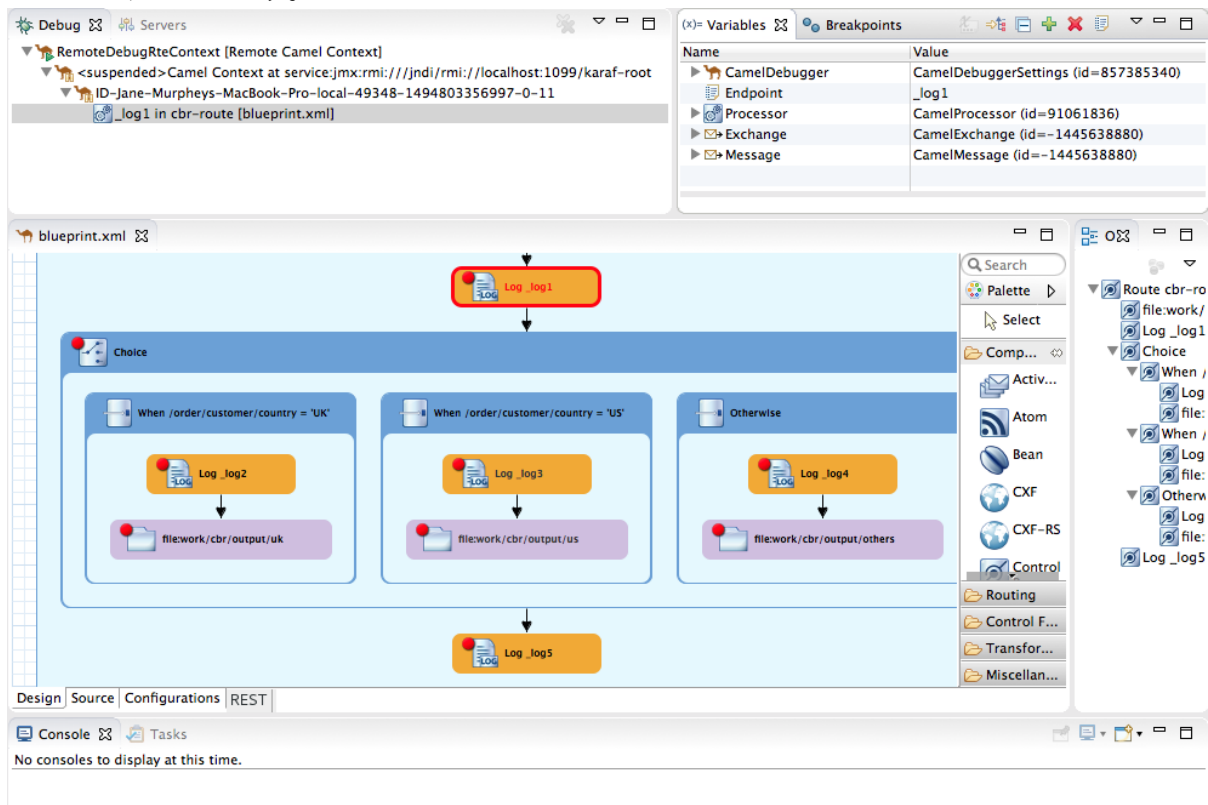 Debug Servers
RemoteDebugRteContext [Remote Camel Context]
<suspended>Camel Context at service:jmx:rmi:///jndi/rmi://localhost:1099/karaf-root
ID-Jane-Murpheys-MacBook-Pro-local-49348-1494803356997-0-11
_log1 in cbr-route [blueprint.xml]
(x)= Variables Breakpoints
Name Value
CamelDebugger CamelDebuggerSettings (id=857385340)
Endpoint _log1
Processor CamelProcessor (id=91061836)
Exchange CamelExchange (id=-1445638880)
Message CamelMessage (id=-1445638880)
blueprint.xml
Log _log1
Choice
When /order/customer/country = 'UK' When /order/customer/country = 'US' Otherwise
Log _log2 Log _log3 Log _log4
file:work/cbr/output/uk file:work/cbr/output/us file:work/cbr/output/others
Log _log5
Design Source Configurations REST
Search
Palette
Select
Comp...
Activ...
Atom
Bean
CXF
CXF-RS
Control
Routing
Control F...
Transfor...
Miscellan...
O
Route cbr-ro
file:work/
Log _log1
Choice
When /
Log
file:
When /
Log
file:
Otherw
Log
file:
Log _log5
Console Tasks
No consoles to display at this time.